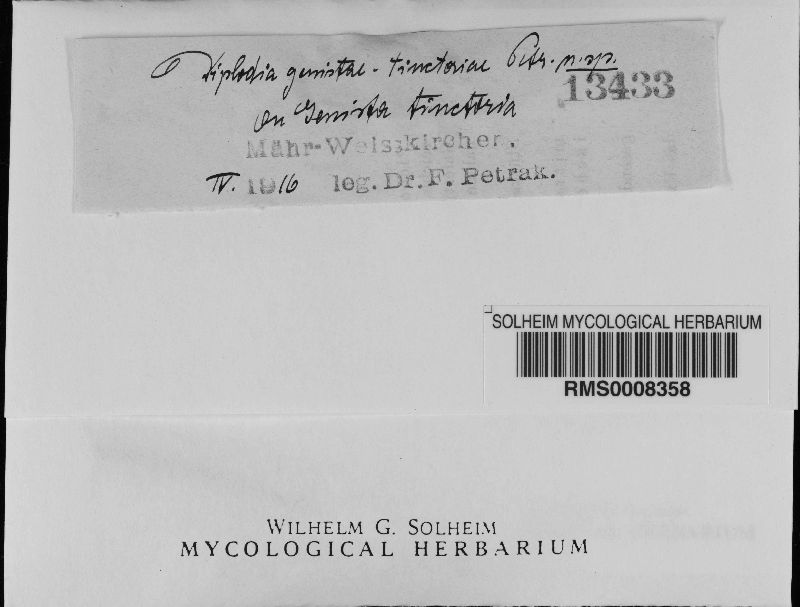 Diplodia genistae-tinctoriae Petr. n.sp.
13433
on Genista tinctoria
Mähr-Weisskirchen.
IV. 1916 leg. Dr. F. Petrak.
SOLHEIM MYCOLOGICAL HERBARIUM
RMS0008358
WILHELM G. SOLHEIM
MYCOLOGICAL HERBARIUM